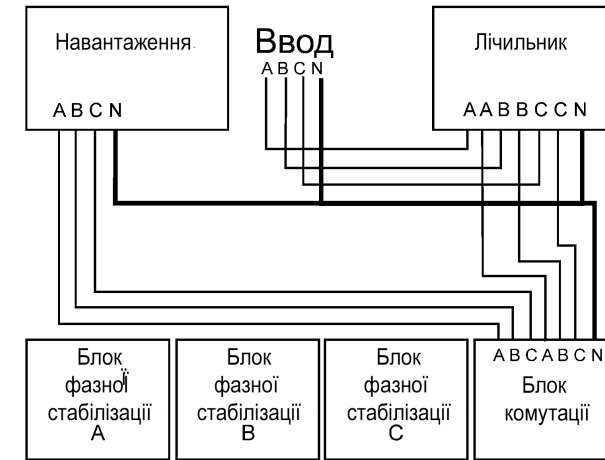 Навантаження
A B C N
Ввод
A B C N
Лічильник
A A B B C C N
Блок
фазної
стабілізації
A
Блок
фазної
стабілізації
B
Блок
фазної
стабілізації
C
A B C A B C N
Блок
комутації